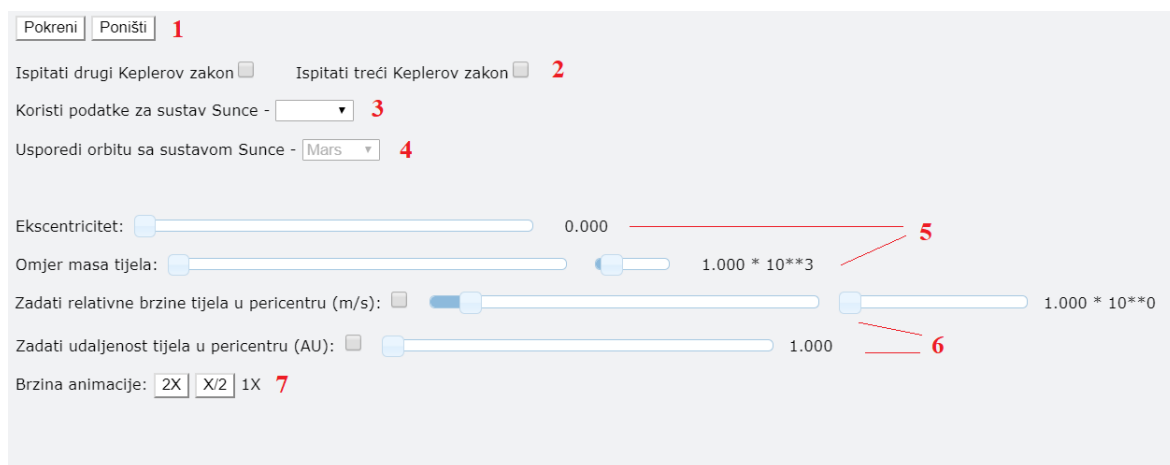 Pokreni Poništi 1
Ispitati drugi Keplerov zakon Ispitati treći Keplerov zakon 2
Koristi podatke za sustav Sunce - 3
Usporedi orbitu sa sustavom Sunce - Mars 4
Ekscentricitet: 0.000 5
Omjer masa tijela: 1.000 * 10**3
Zadati relativne brzine tijela u pericentru (m/s): 1.000 * 10**0
Zadati udaljenost tijela u pericentru (AU): 1.000 6
Brzina animacije: 2X X/2 1X 7